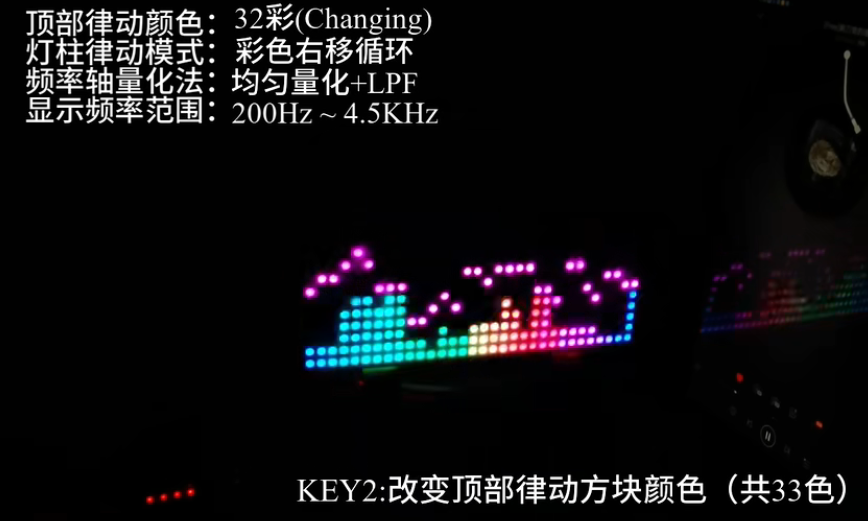 顶部律动颜色：32彩(Changing)
灯柱律动模式：彩色右移循环
频率轴量化法：均匀量化+LPF
显示频率范围：200Hz ~ 4.5KHz
KEY2:改变顶部律动方块颜色（共33色）